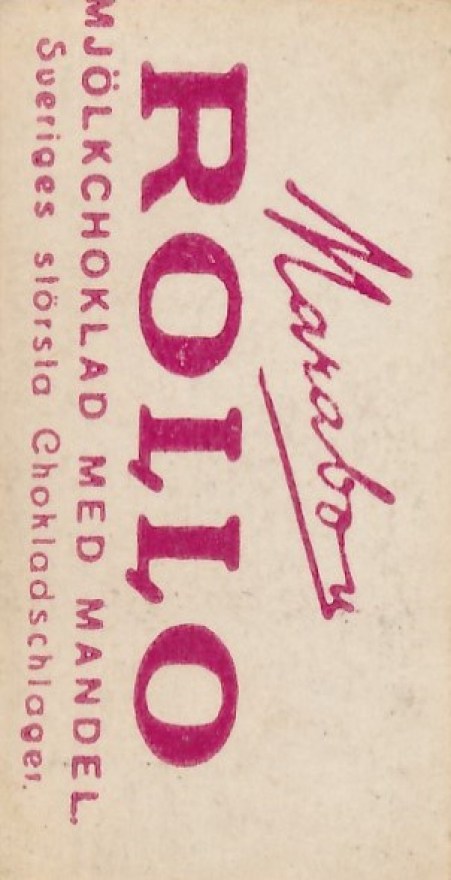 Marabou
ROLLO
MJÖLKCHOKLAD MED MANDEL.
Sveriges största Chokladschlager.